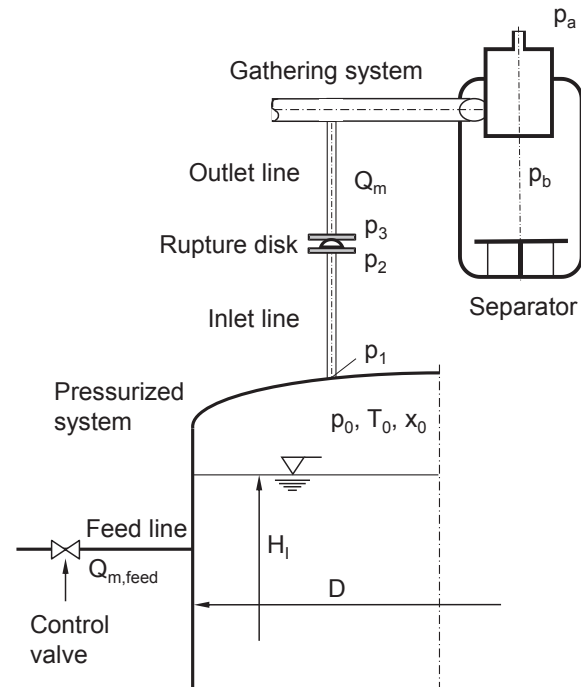 pₐ
Gathering system
Outlet line
Qₘ
p_b
p₃
Rupture disk
p₂
Separator
Inlet line
p₁
Pressurized
system
p₀, T₀, x₀
Feed line
Hₗ
Qₘ,feed
D
Control
valve